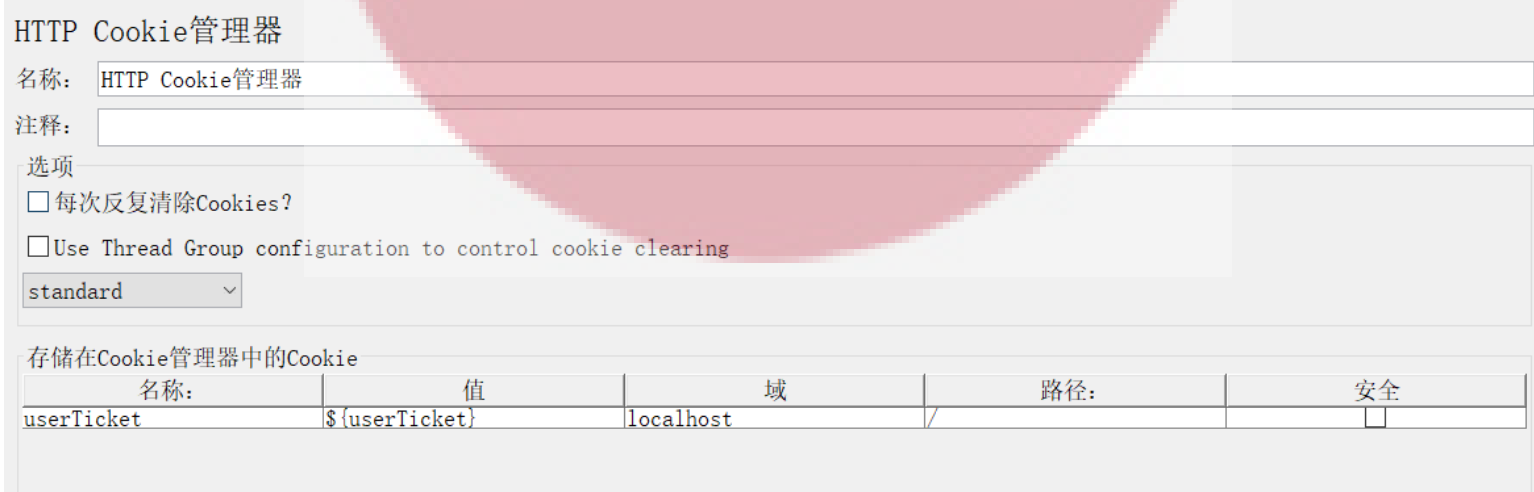 HTTP Cookie管理器
名称： HTTP Cookie管理器
注释：
选项
每次反复清除Cookies?
Use Thread Group configuration to control cookie clearing
standard
存储在Cookie管理器中的Cookie
名称： 值 域 路径： 安全
userTicket ${userTicket} localhost /